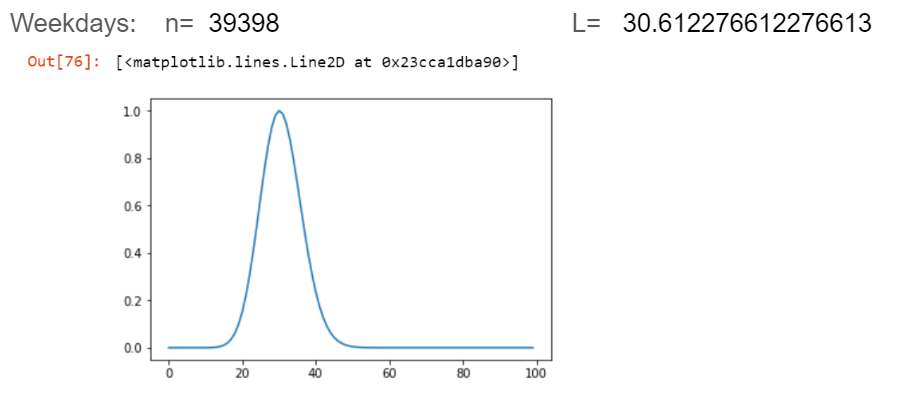 Weekdays: n= 39398 L= 30.612276612276613
Out[76]: [<matplotlib.lines.Line2D at 0x23cca1dba90>]
1.0
0.8
0.6
0.4
0.2
0.0
0 20 40 60 80 100